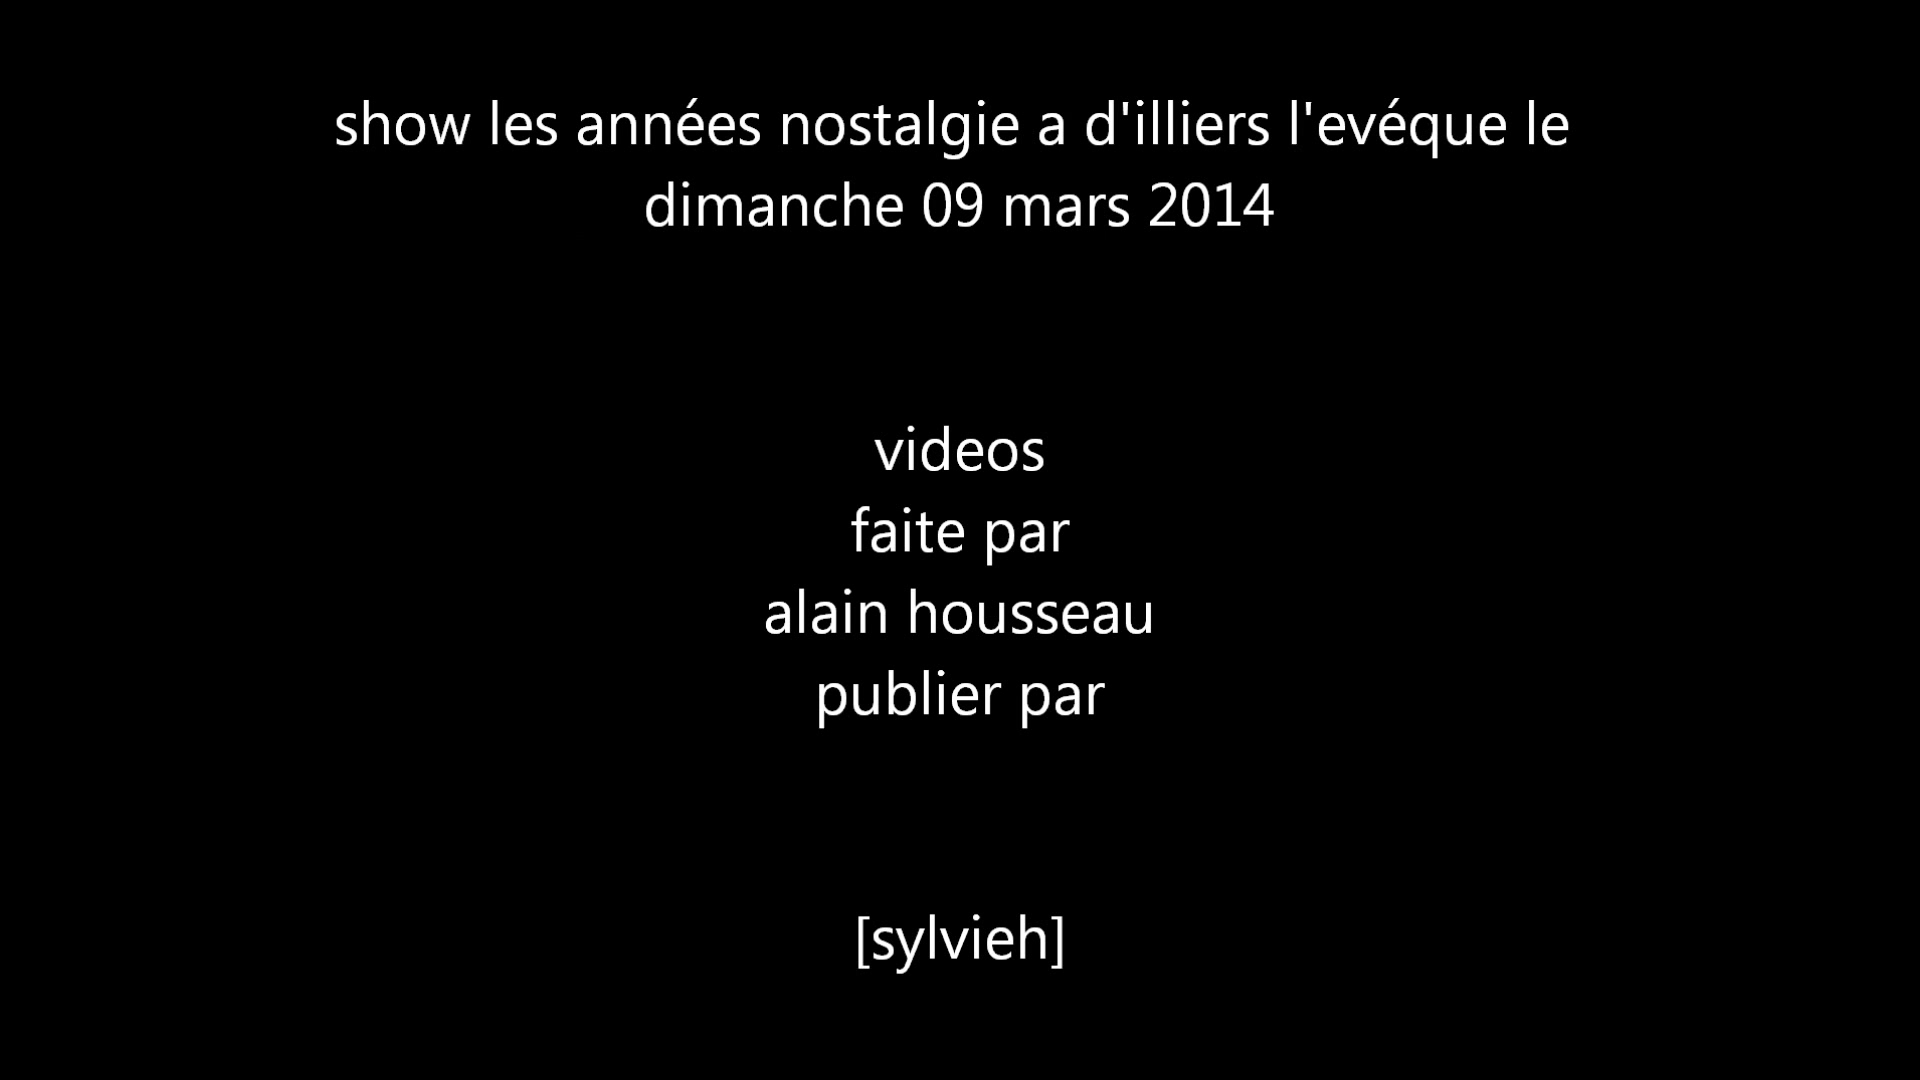 show les années nostalgie a d'illiers l'evéque le
dimanche 09 mars 2014
videos
faite par
alain housseau
publier par
[sylvieh]